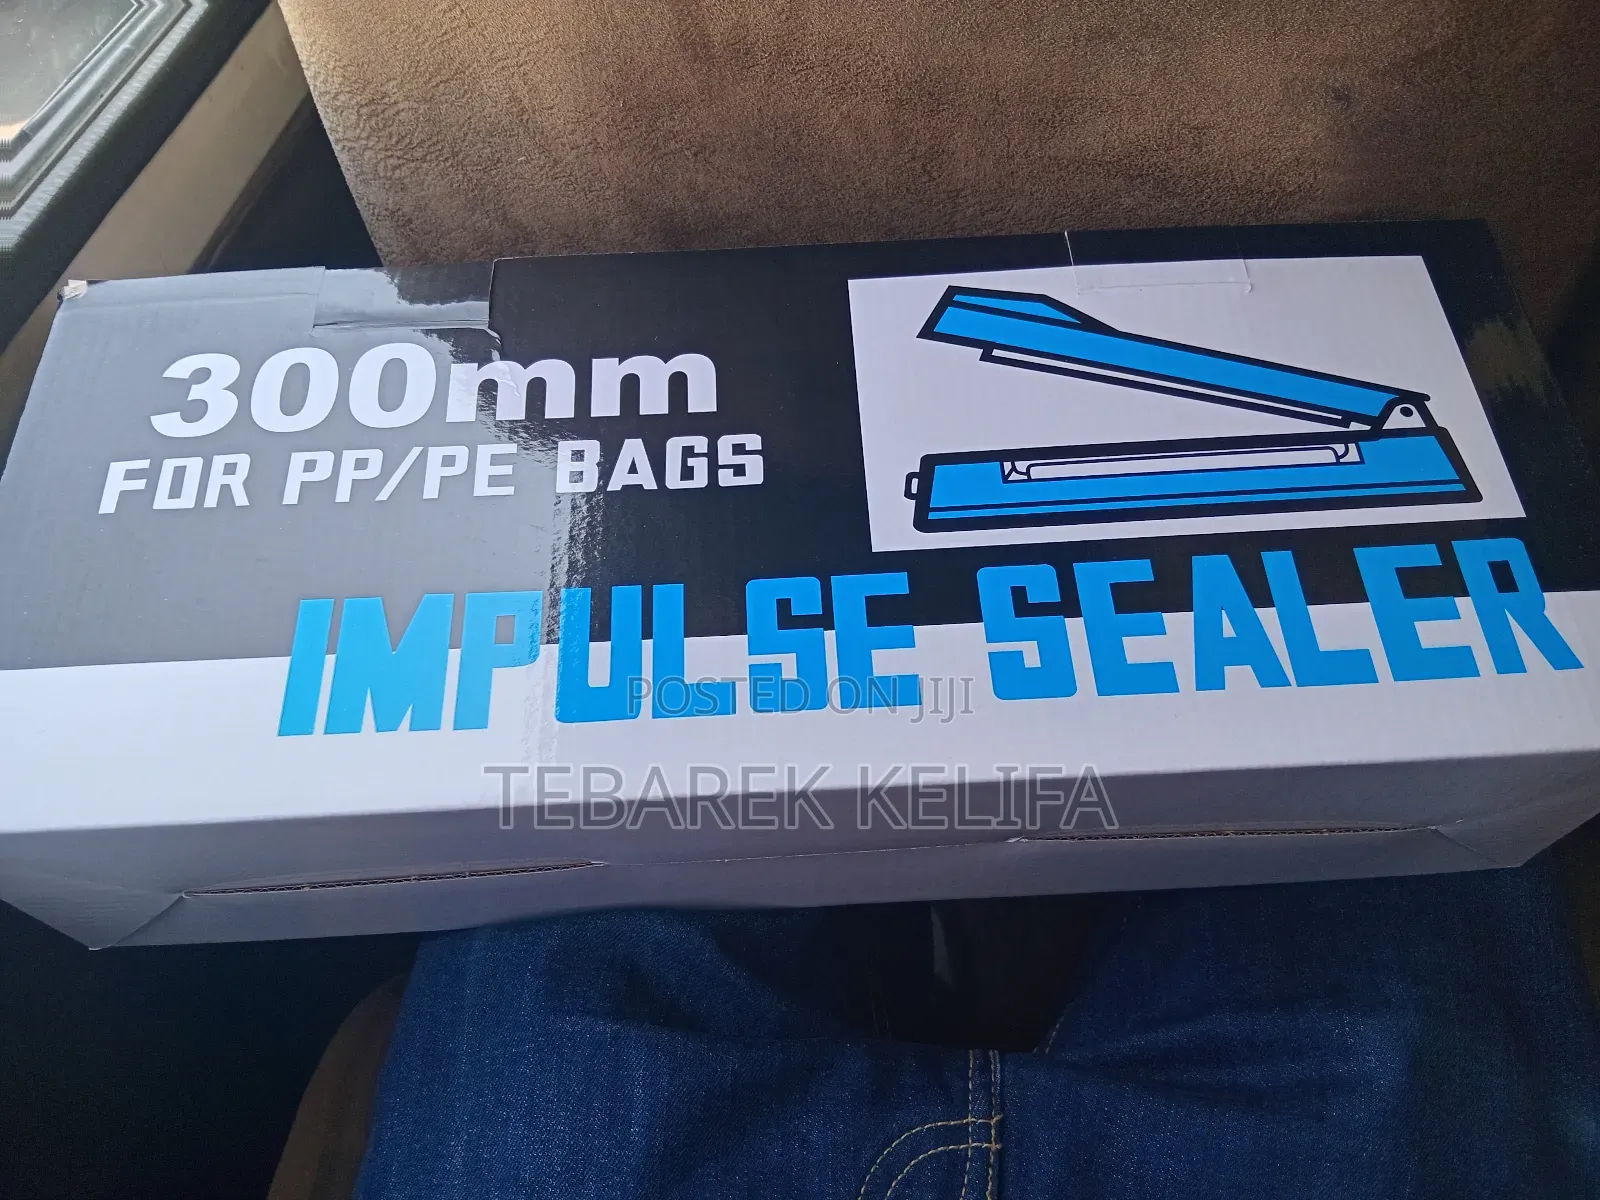 300mm
FOR PP/PE BAGS
IMPULSE SEALER
POSTED ON JIJI
TEBAREK KELIFA